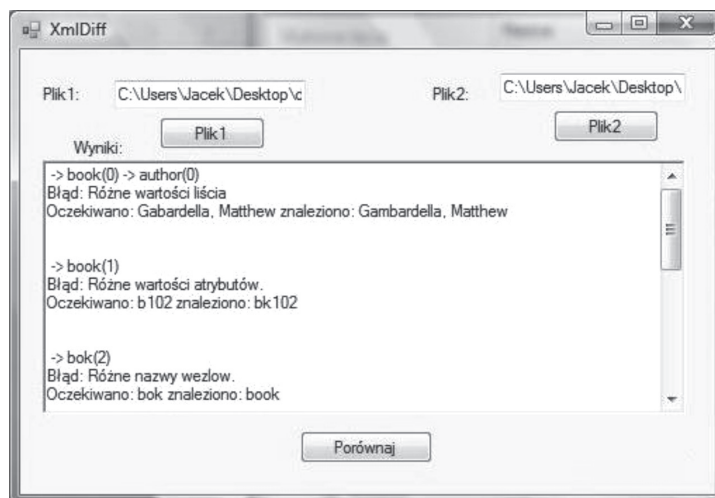 XmlDiff
Plik1: C:\Users\Jacek\Desktop\c Plik2: C:\Users\Jacek\Desktop\
Plik1 Plik2
Wyniki:
-> book(0) -> author(0)
Błąd: Różne wartości liścia
Oczekiwano: Gabardella, Matthew znaleziono: Gambardella, Matthew
-> book(1)
Błąd: Różne wartości atrybutów.
Oczekiwano: b102 znaleziono: bk102
-> bok(2)
Błąd: Różne nazwy wezlow.
Oczekiwano: bok znaleziono: book
Porównaj